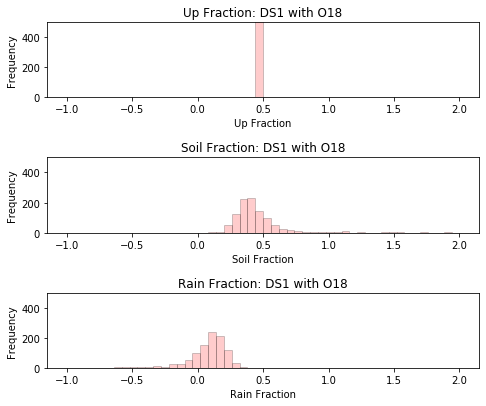 Up Fraction: DS1 with O18
400
200
0
Frequency
−1.0 −0.5 0.0 0.5 1.0 1.5 2.0
Up Fraction
Soil Fraction: DS1 with O18
400
200
0
Frequency
−1.0 −0.5 0.0 0.5 1.0 1.5 2.0
Soil Fraction
Rain Fraction: DS1 with O18
400
200
0
Frequency
−1.0 −0.5 0.0 0.5 1.0 1.5 2.0
Rain Fraction